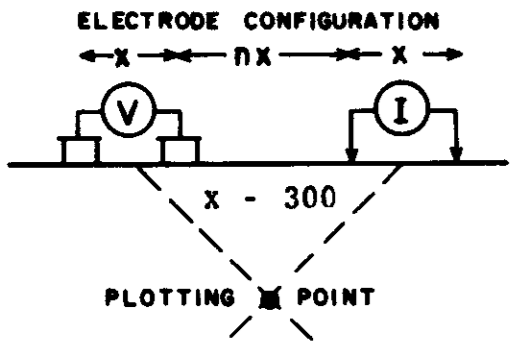 ELECTRODE CONFIGURATION
x nx x
V I
x - 300
PLOTTING POINT